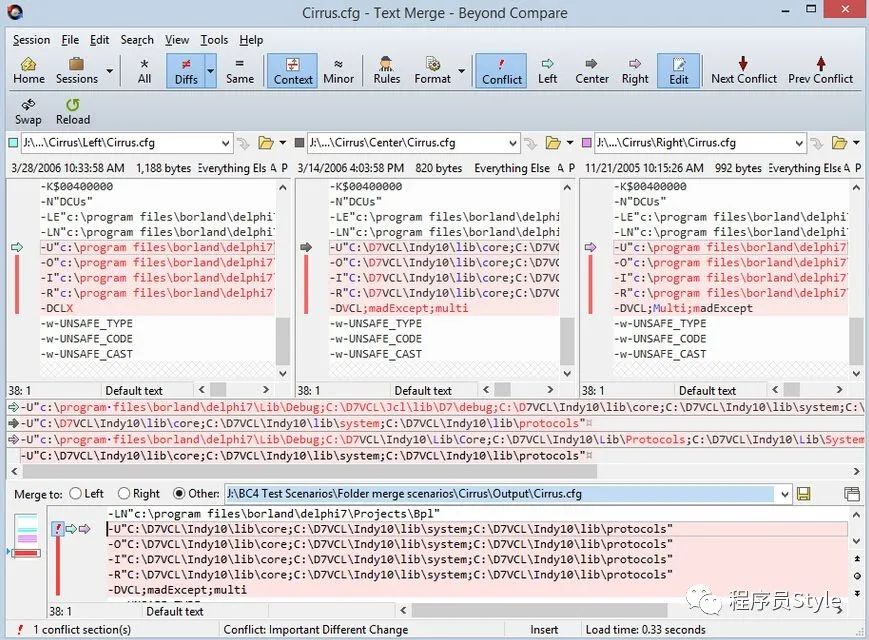 Cirrus.cfg - Text Merge - Beyond Compare
Session File Edit Search View Tools Help
Home Sessions All Diffs Same Context Minor Rules Format Conflict Left Center Right Edit Next Conflict Prev Conflict
Swap Reload
J:\...\Cirrus\Left\Cirrus.cfg J:\...\Cirrus\Center\Cirrus.cfg J:\...\Cirrus\Right\Cirrus.cfg
3/28/2006 10:33:58 AM 1,188 bytes Everything Els A P 3/14/2006 4:03:58 PM 820 bytes Everything Else A P 11/21/2005 10:15:26 AM 992 bytes Everything Else A P
-K$00400000 -K$00400000 -K$00400000
-N"DCUs" -N"DCUs" -N"DCUs"
-LE"c:\program files\borland\delphi7 -LE"c:\program files\borland\delphi -LE"c:\program files\borland\delphi7
-LN"c:\program files\borland\delphi7 -LN"c:\program files\borland\delphi -LN"c:\program files\borland\delphi7
-U"c:\program files\borland\delphi7 -U"C:\D7VCL\Indy10\lib\core;C:\D7VC -U"c:\program files\borland\delphi7
-O"c:\program files\borland\delphi7 -O"C:\D7VCL\Indy10\lib\core;C:\D7VC -O"c:\program files\borland\delphi7
-I"c:\program files\borland\delphi7 -I"C:\D7VCL\Indy10\lib\core;C:\D7VC -I"c:\program files\borland\delphi7
-R"c:\program files\borland\delphi7 -R"C:\D7VCL\Indy10\lib\core;C:\D7VC -R"c:\program files\borland\delphi7
-DCLX -DVCL;madExcept;multi -DVCL;Multi;madExcept
-w-UNSAFE_TYPE -w-UNSAFE_TYPE -w-UNSAFE_TYPE
-w-UNSAFE_CODE -w-UNSAFE_CODE -w-UNSAFE_CODE
-w-UNSAFE_CAST -w-UNSAFE_CAST -w-UNSAFE_CAST
38: 1 Default text 38: 1 Default text 38: 1 Default text
-U"c:\program·files\borland\delphi7\Lib\Debug;C:\D7VCL\Jcl\lib\D7\debug;C:\D7VCL\Indy10\lib\core;C:\D7VCL\Indy10\lib\system;C:\
-U"C:\D7VCL\Indy10\lib\core;C:\D7VCL\Indy10\lib\system;C:\D7VCL\Indy10\lib\protocols"¤
-U"c:\program·files\borland\delphi7\Lib\Debug;C:\D7VCL\Indy10\Lib\Core;C:\D7VCL\Indy10\Lib\Protocols;C:\D7VCL\Indy10\Lib\System
-U"C:\D7VCL\Indy10\lib\core;C:\D7VCL\Indy10\lib\system;C:\D7VCL\Indy10\lib\protocols"¤
Merge to: Left Right Other: J:\BC4 Test Scenarios\Folder merge scenarios\Cirrus\Output\Cirrus.cfg
-LN"c:\program files\borland\delphi7\Projects\Bpl"
-U"C:\D7VCL\Indy10\lib\core;C:\D7VCL\Indy10\lib\system;C:\D7VCL\Indy10\lib\protocols"
-O"C:\D7VCL\Indy10\lib\core;C:\D7VCL\Indy10\lib\system;C:\D7VCL\Indy10\lib\protocols"
-I"C:\D7VCL\Indy10\lib\core;C:\D7VCL\Indy10\lib\system;C:\D7VCL\Indy10\lib\protocols"
-R"C:\D7VCL\Indy10\lib\core;C:\D7VCL\Indy10\lib\system;C:\D7VCL\Indy10\lib\protocols"
-DVCL;madExcept;multi
程序员Style
38: 1 Default text
1 conflict section(s) Conflict: Important Different Change Insert Load time: 0.33 seconds